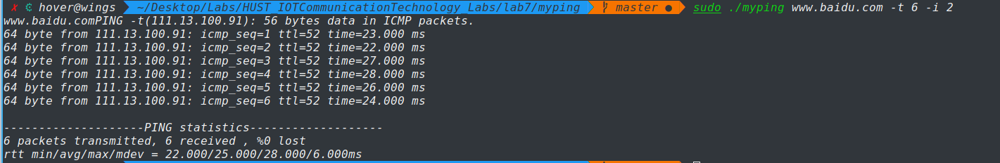 ✗ hover@wings ~/Desktop/Labs/HUST_IOTCommunicationTechnology_Labs/lab7/myping master ● sudo ./myping www.baidu.com -t 6 -i 2
www.baidu.comPING -t(111.13.100.91): 56 bytes data in ICMP packets.
64 byte from 111.13.100.91: icmp_seq=1 ttl=52 time=23.000 ms
64 byte from 111.13.100.91: icmp_seq=2 ttl=52 time=22.000 ms
64 byte from 111.13.100.91: icmp_seq=3 ttl=52 time=27.000 ms
64 byte from 111.13.100.91: icmp_seq=4 ttl=52 time=28.000 ms
64 byte from 111.13.100.91: icmp_seq=5 ttl=52 time=26.000 ms
64 byte from 111.13.100.91: icmp_seq=6 ttl=52 time=24.000 ms
--------------------PING statistics-------------------
6 packets transmitted, 6 received , %0 lost
rtt min/avg/max/mdev = 22.000/25.000/28.000/6.000ms